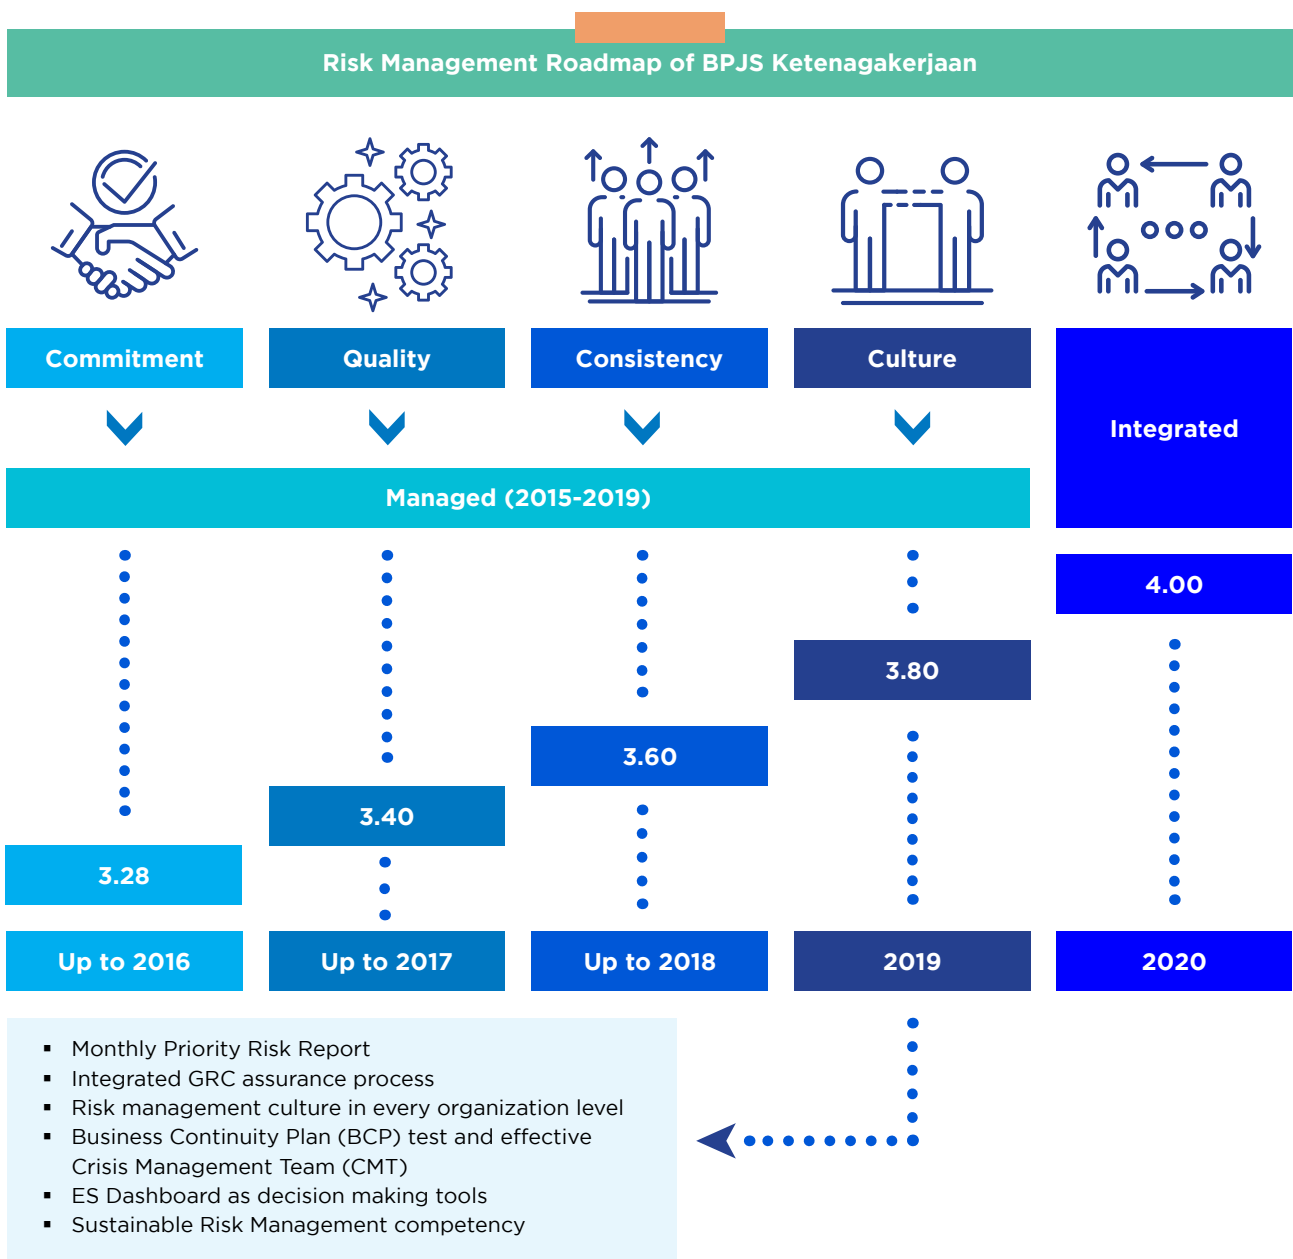 Risk Management Roadmap of BPJS Ketenagakerjaan
Commitment
Quality
Consistency
Culture
Integrated
Managed (2015-2019)
4.00
3.80
3.60
3.40
3.28
Up to 2016
Up to 2017
Up to 2018
2019
2020
▪ Monthly Priority Risk Report
▪ Integrated GRC assurance process
▪ Risk management culture in every organization level
▪ Business Continuity Plan (BCP) test and effective
Crisis Management Team (CMT)
▪ ES Dashboard as decision making tools
▪ Sustainable Risk Management competency